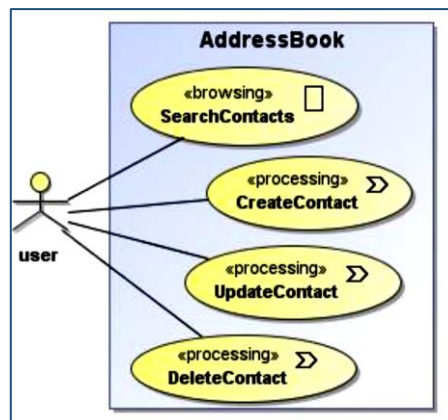 AddressBook
«browsing»
SearchContacts
«processing»
CreateContact
user
«processing»
UpdateContact
«processing»
DeleteContact